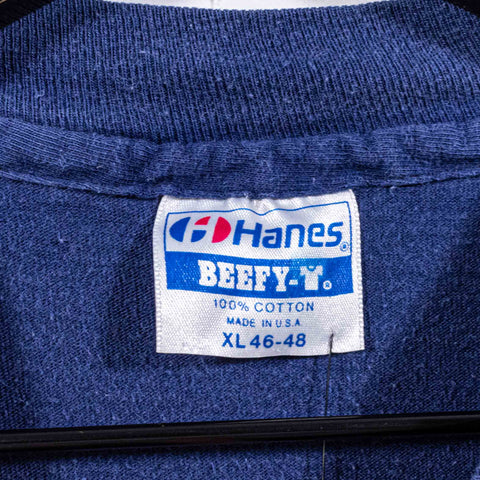 Hanes®
BEEFY-T®
100% COTTON
MADE IN U.S.A
XL 46-48